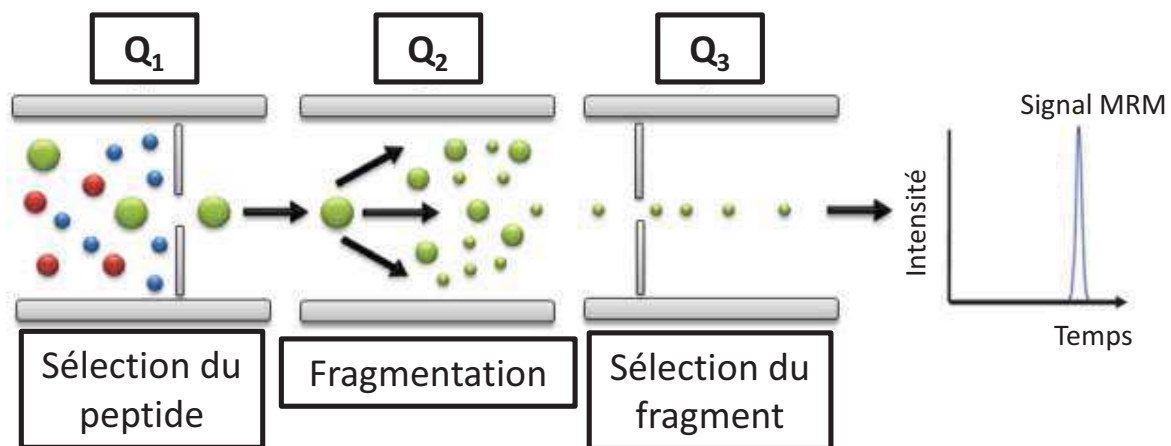 Q₁
Q₂
Q₃
Signal MRM
Intensité
Temps
Sélection du
peptide
Fragmentation
Sélection du
fragment